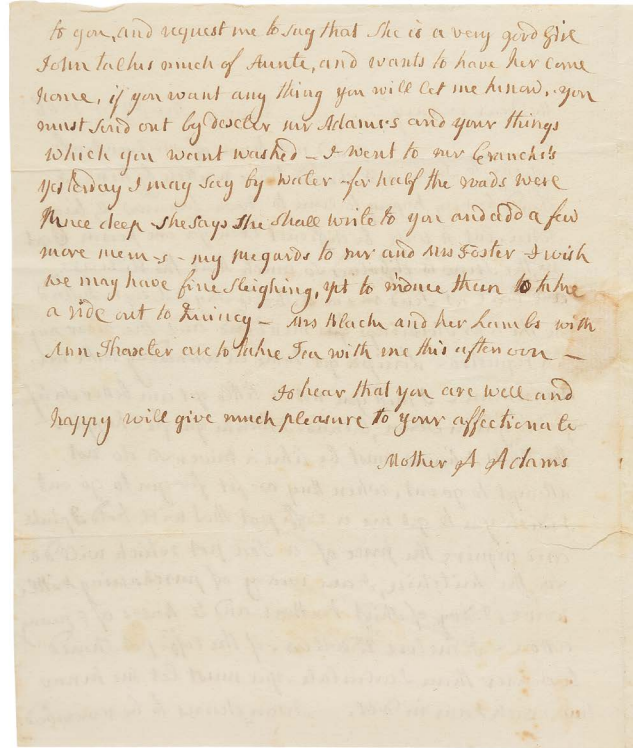 to you, and request me to say that she is a very good Girl
John talks much of Aunte, and wants to have her come
home, if you want any thing you will let me know. you
must send out by dexter mr Adams's and your things
which you want washed - I went to mr Cranch's
yesterday I may say by water - for half the roads were
knee deep - she says she shall write to you and add a few
more mem-s - my regards to mr and Mrs Foster - I wish
we may have fine sleighing, to induce them to take
a ride out to Quincy - Mrs Black and her Lambs with
Ann Thaxter are to take Tea with me this afternoon -
To hear that you are well and
happy will give much pleasure to your affectionate
Mother A Adams